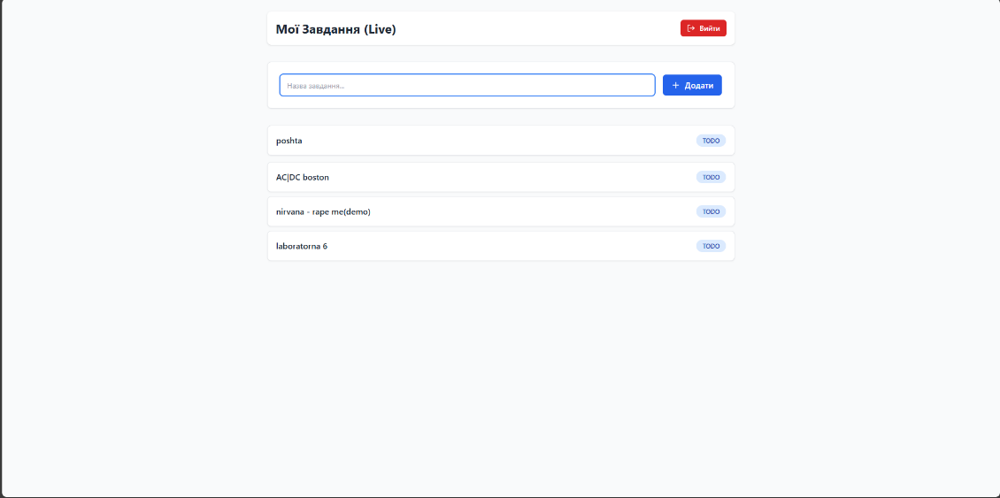 Мої Завдання (Live)
Вийти
Назва завдання...
Додати
poshta
TODO
AC|DC boston
TODO
nirvana - rape me(demo)
TODO
laboratorna 6
TODO